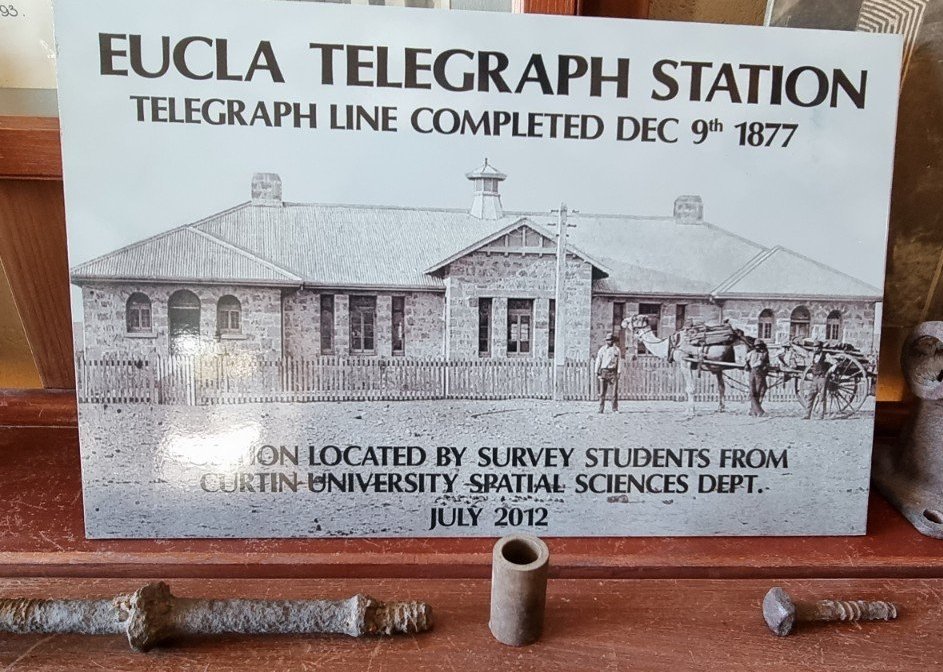 93.
EUCLA TELEGRAPH STATION
TELEGRAPH LINE COMPLETED DEC 9th 1877
LOCATED BY SURVEY STUDENTS FROM
CURTIN UNIVERSITY SPATIAL SCIENCES DEPT.
JULY 2012